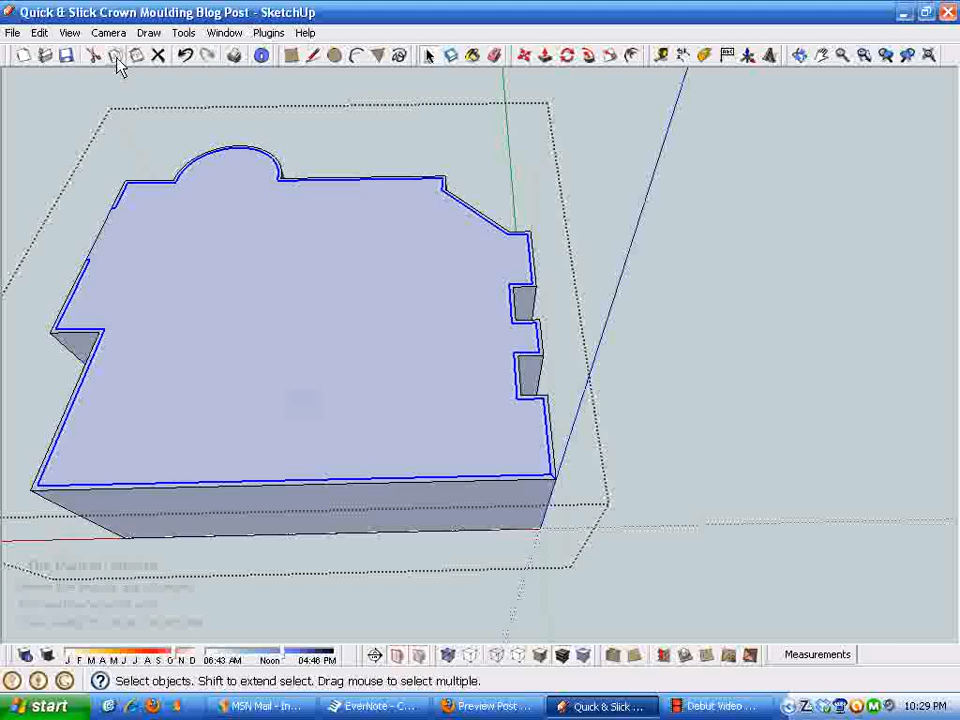 Quick & Slick Crown Moulding Blog Post - SketchUp
File Edit View Camera Draw Tools Window Plugins Help
J F M A M J J A S O N D 06:43 AM Noon 04:46 PM Measurements
Select objects. Shift to extend select. Drag mouse to select multiple.
start MSN Mail - In... EverNote - C... Preview Post ... Quick & Slick ... Debut Video ... 10:29 PM